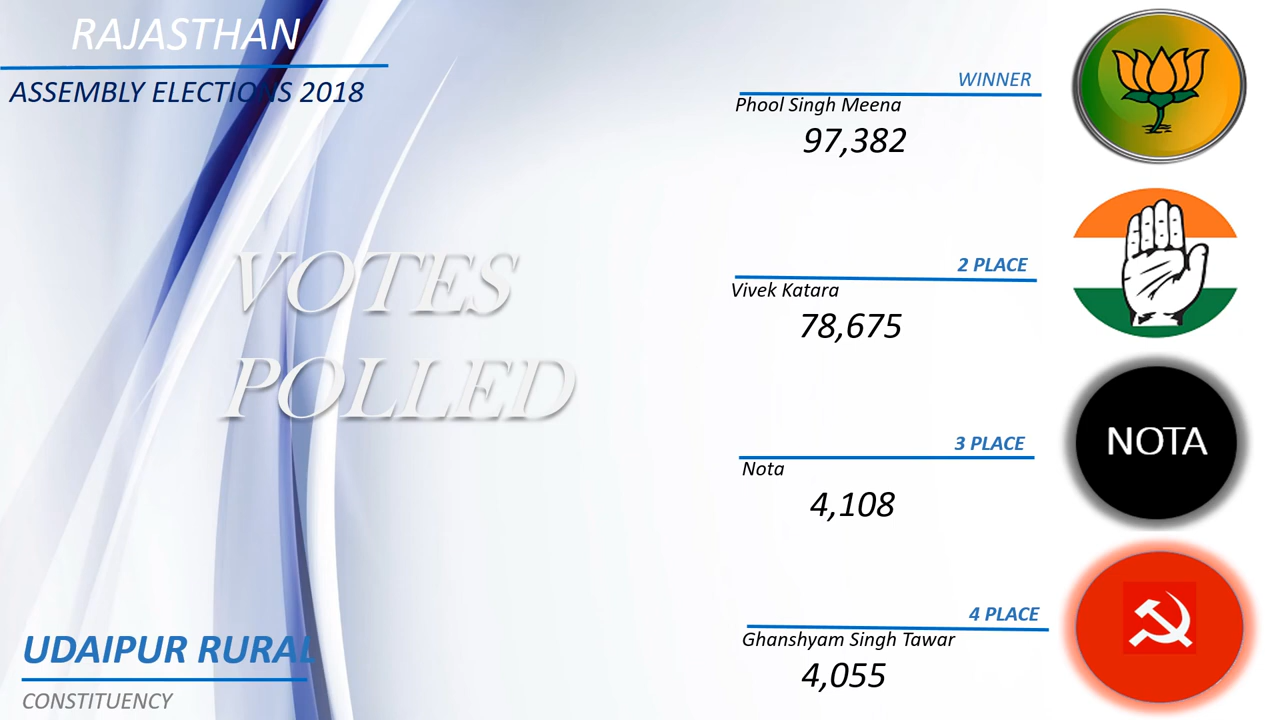 RAJASTHAN
ASSEMBLY ELECTIONS 2018
VOTES
POLLED
UDAIPUR RURAL
CONSTITUENCY
WINNER
Phool Singh Meena
97,382
2 PLACE
Vivek Katara
78,675
3 PLACE
Nota
4,108
NOTA
4 PLACE
Ghanshyam Singh Tawar
4,055